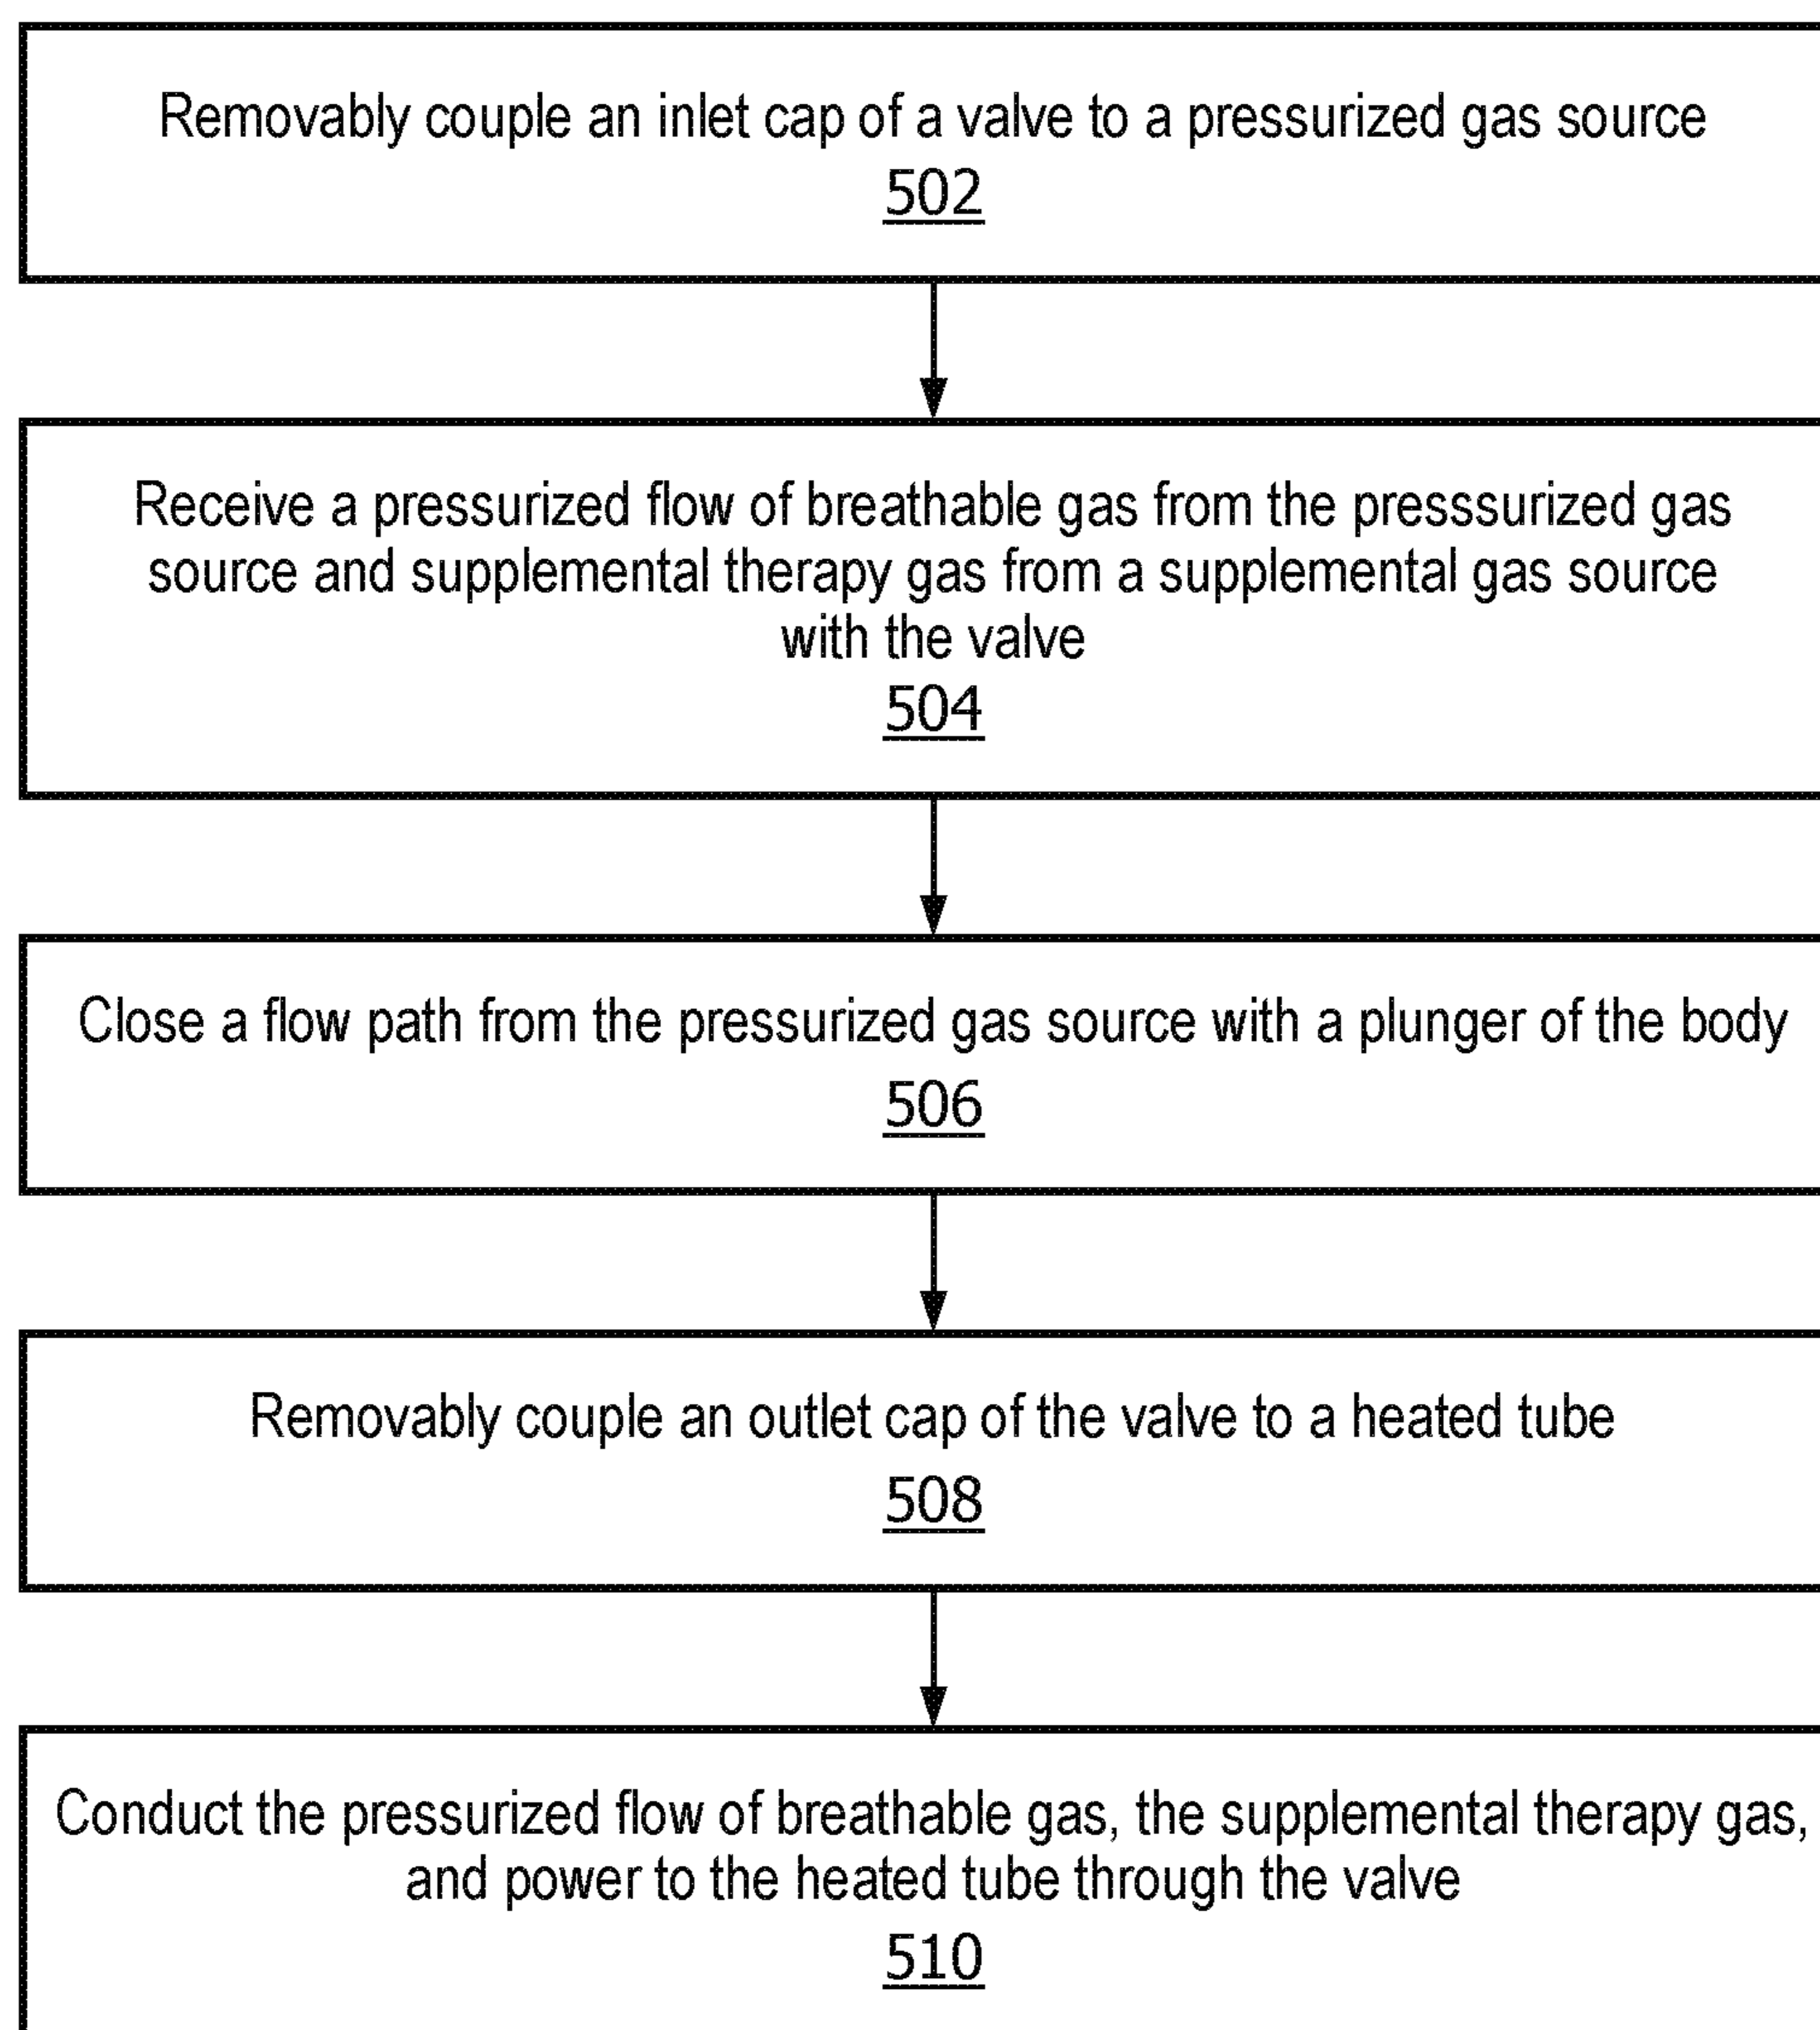 Removably couple an inlet cap of a valve to a pressurized gas source
502
Receive a pressurized flow of breathable gas from the presssurized gas
source and supplemental therapy gas from a supplemental gas source
with the valve
504
Close a flow path from the pressurized gas source with a plunger of the body
506
Removably couple an outlet cap of the valve to a heated tube
508
Conduct the pressurized flow of breathable gas, the supplemental therapy gas,
and power to the heated tube through the valve
510